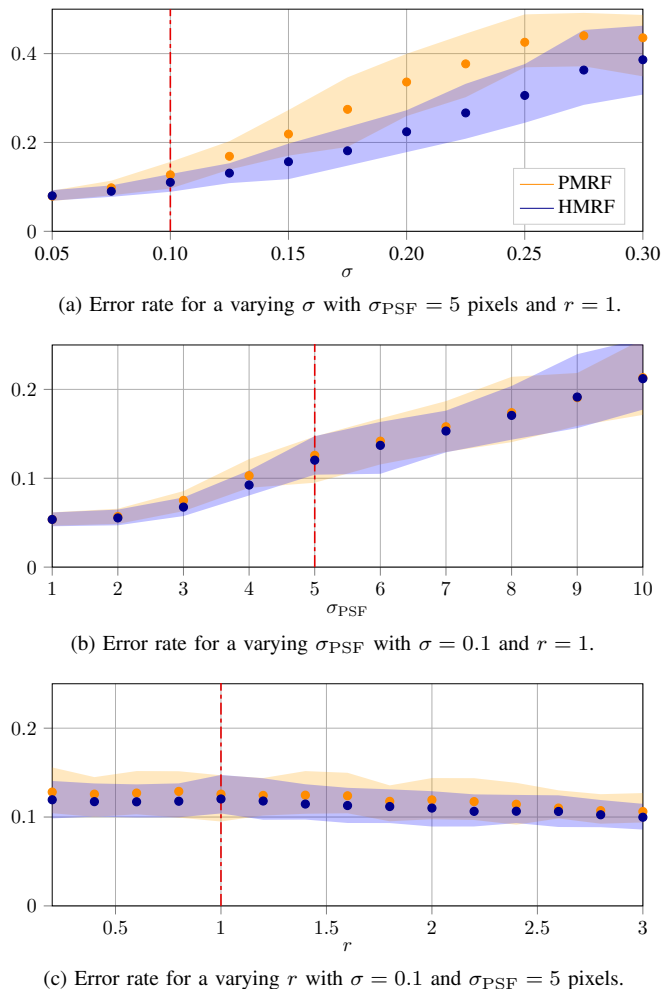 0.4
0.2
0
0.05 0.10 0.15 0.20 0.25 0.30
σ
PMRF
HMRF
(a) Error rate for a varying σ with σPSF = 5 pixels and r = 1.
0.2
0.1
0
1 2 3 4 5 6 7 8 9 10
σPSF
(b) Error rate for a varying σPSF with σ = 0.1 and r = 1.
0.2
0.1
0
0.5 1 1.5 2 2.5 3
r
(c) Error rate for a varying r with σ = 0.1 and σPSF = 5 pixels.